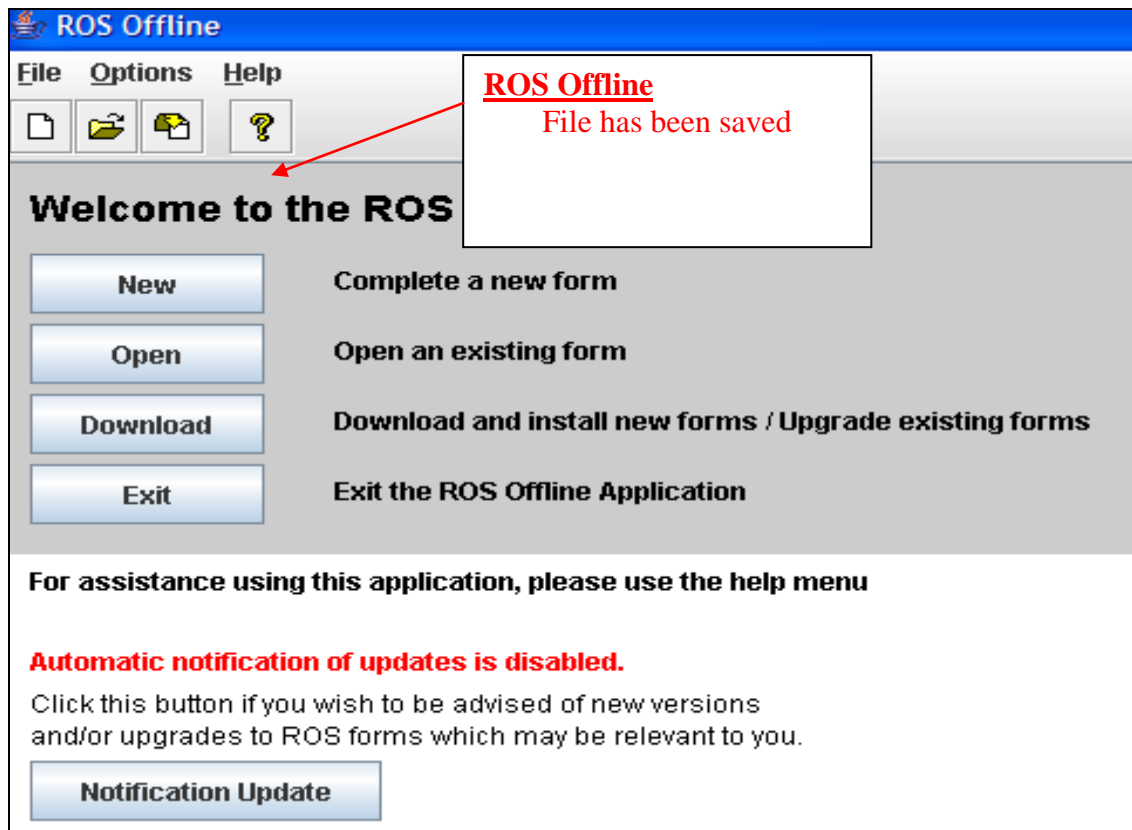 ROS Offline
File Options Help
ROS Offline
File has been saved
Welcome to the ROS
New Complete a new form
Open Open an existing form
Download Download and install new forms / Upgrade existing forms
Exit Exit the ROS Offline Application
For assistance using this application, please use the help menu
Automatic notification of updates is disabled.
Click this button if you wish to be advised of new versions
and/or upgrades to ROS forms which may be relevant to you.
Notification Update